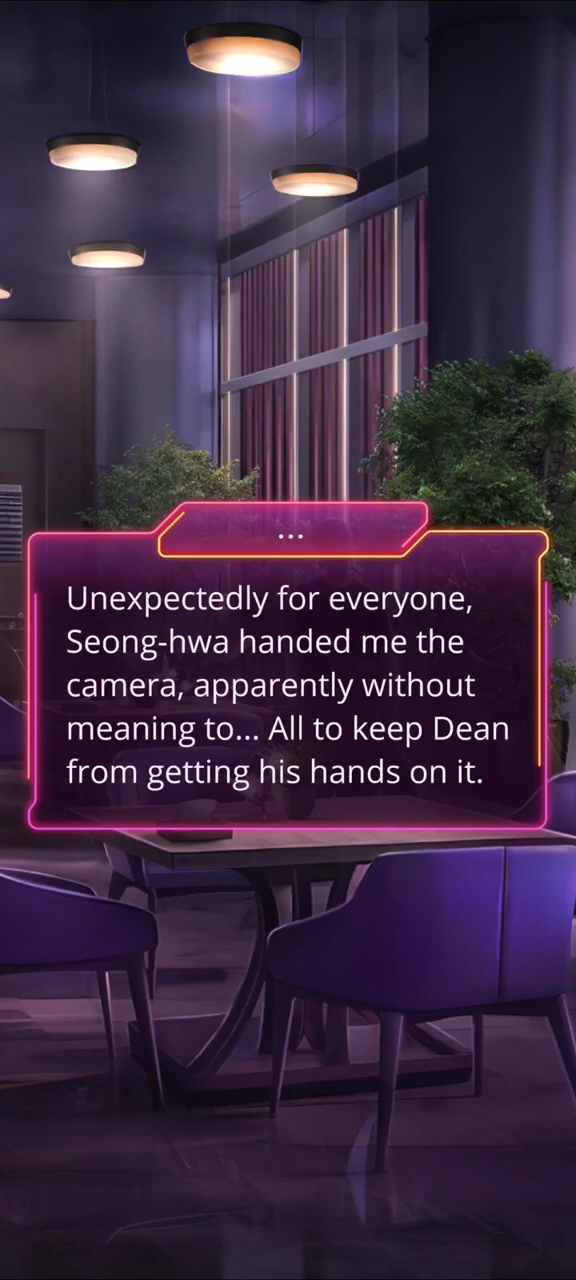 ...
Unexpectedly for everyone,
Seong-hwa handed me the
camera, apparently without
meaning to... All to keep Dean
from getting his hands on it.